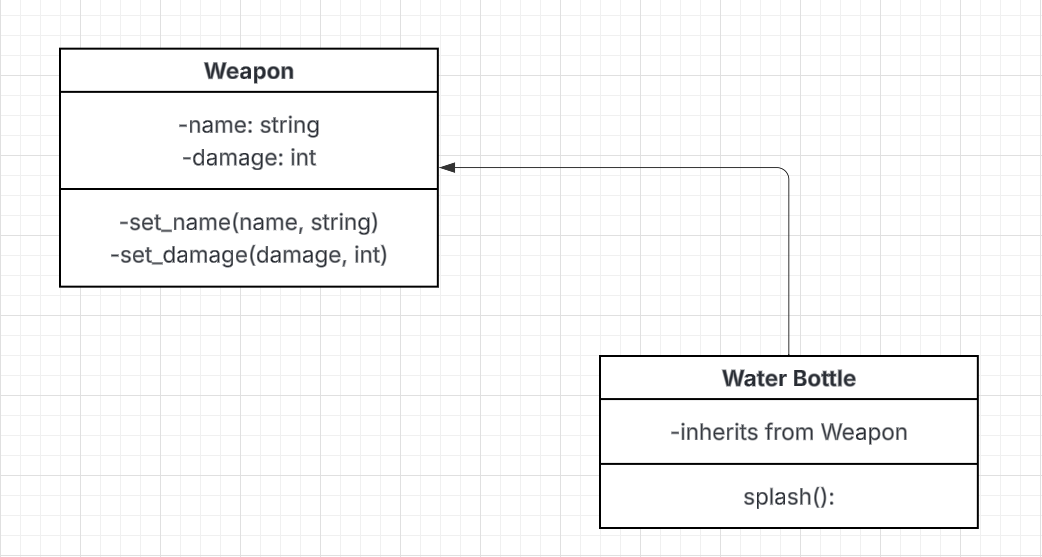 Weapon
-name: string
-damage: int
-set_name(name, string)
-set_damage(damage, int)
Water Bottle
-inherits from Weapon
splash():